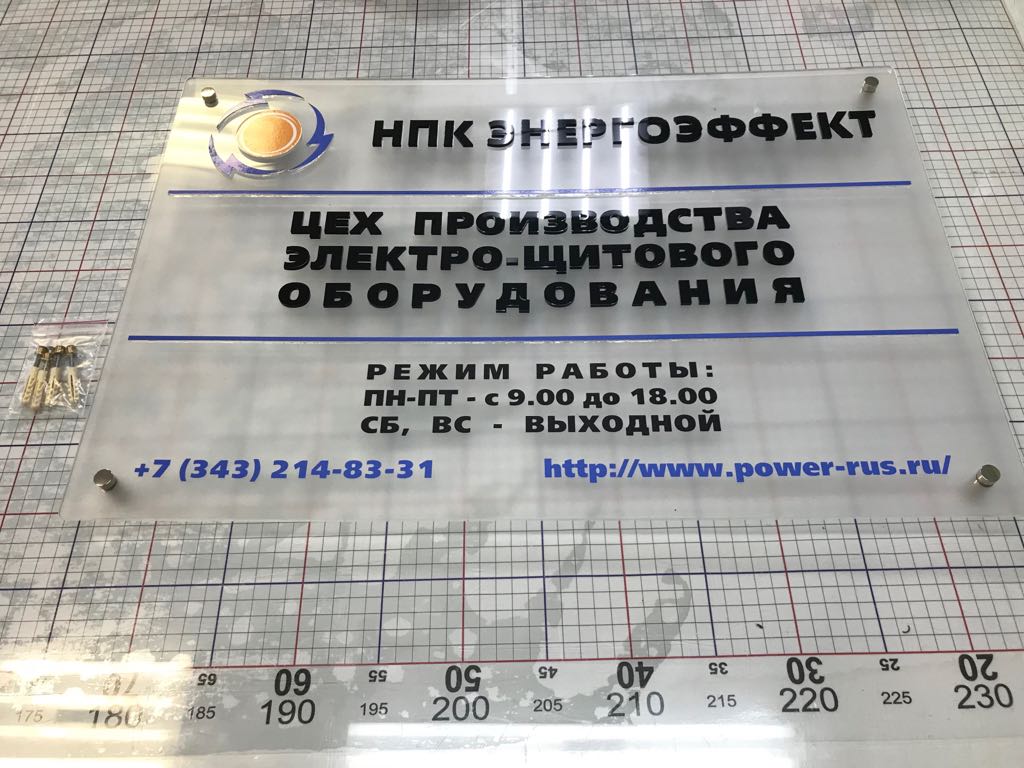 НПК ЭНЕРГОЭФФЕКТ
ЦЕХ ПРОИЗВОДСТВА
ЭЛЕКТРО-ЩИТОВОГО
ОБОРУДОВАНИЯ
РЕЖИМ РАБОТЫ:
ПН-ПТ - с 9.00 до 18.00
СБ, ВС - ВЫХОДНОЙ
+7 (343) 214-83-31 http://www.power-rus.ru/
70 65 60 55 50 45 40 35 30 25 20
175 180 185 190 195 200 205 210 215 220 225 230